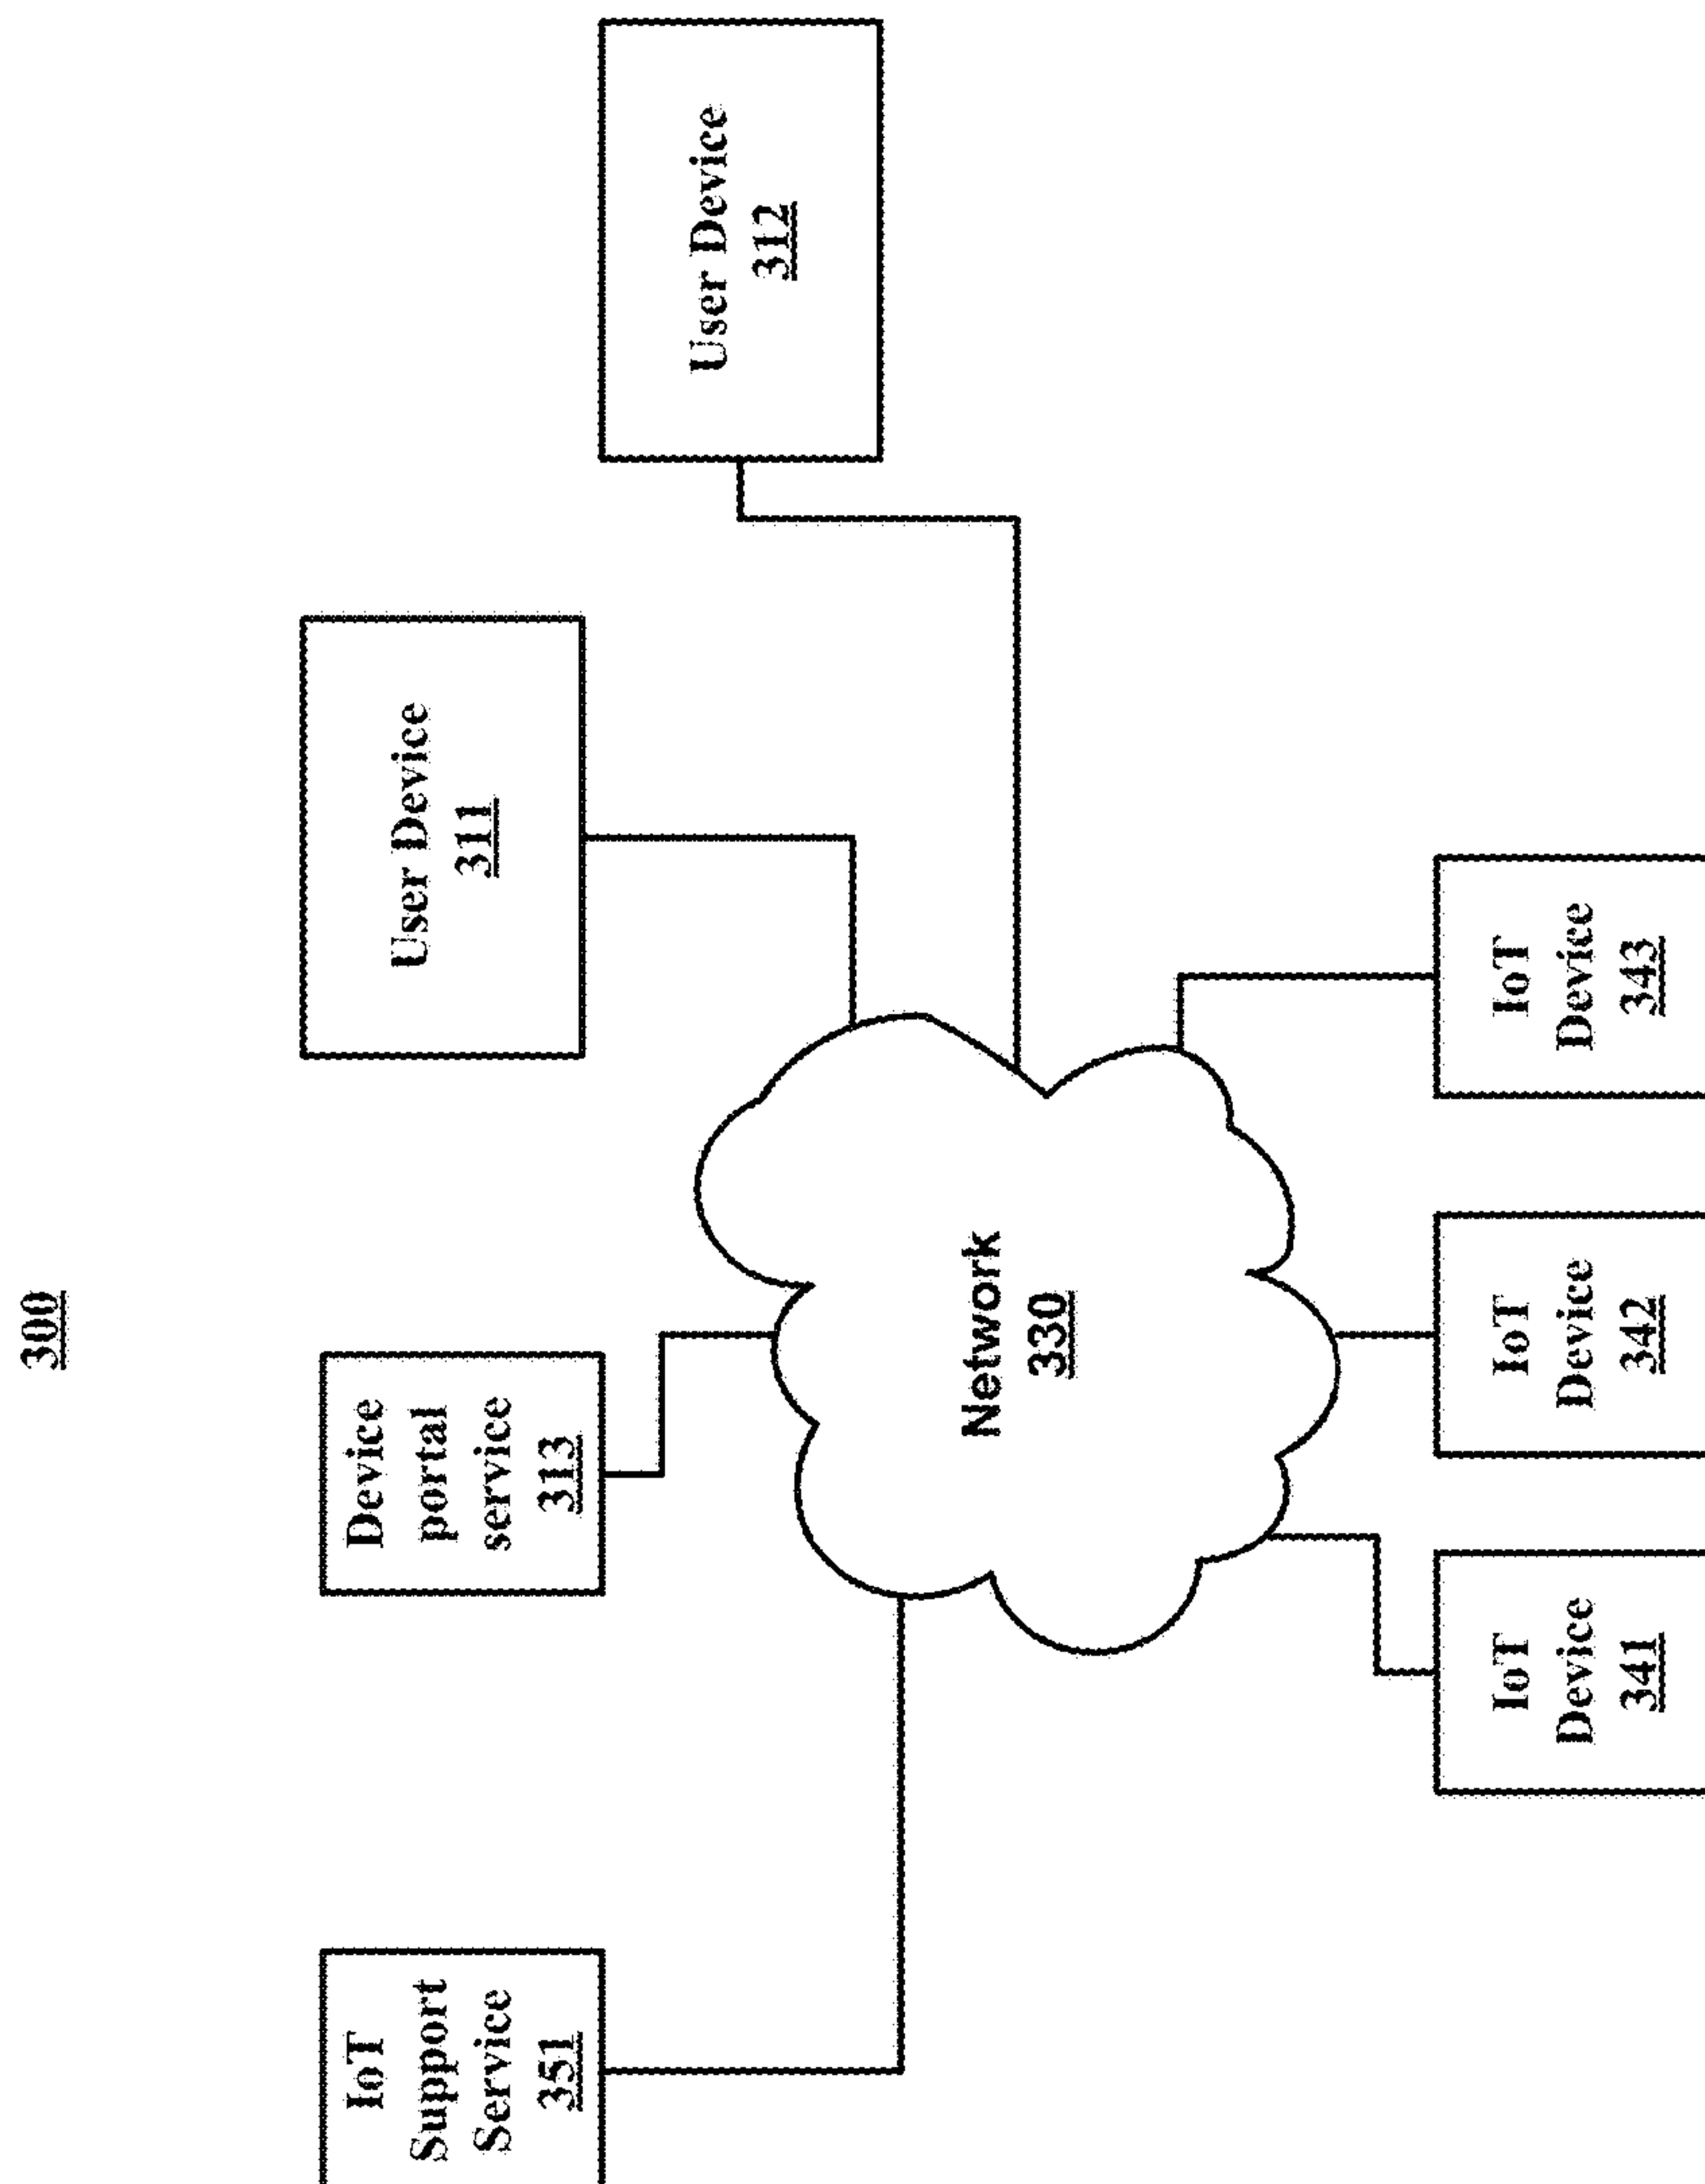 300
IoT
Support
Service
351
Device
portal
service
313
User Device
311
User Device
312
Network
330
IoT
Device
341
IoT
Device
342
IoT
Device
343